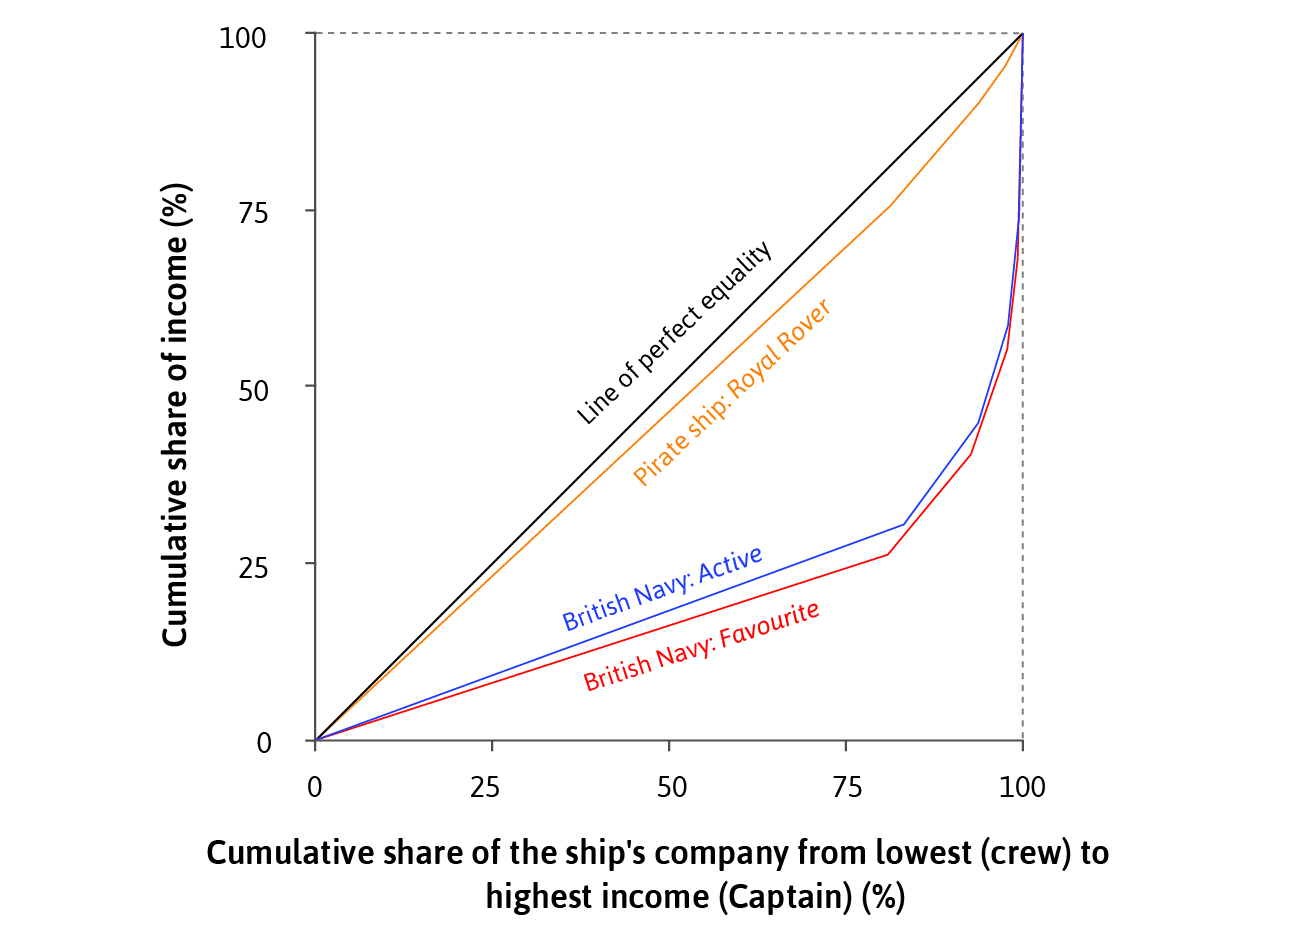 100
75
50
25
0
Cumulative share of income (%)
Line of perfect equality
Pirate ship: Royal Rover
British Navy: Active
British Navy: Favourite
0 25 50 75 100
Cumulative share of the ship's company from lowest (crew) to
highest income (Captain) (%)